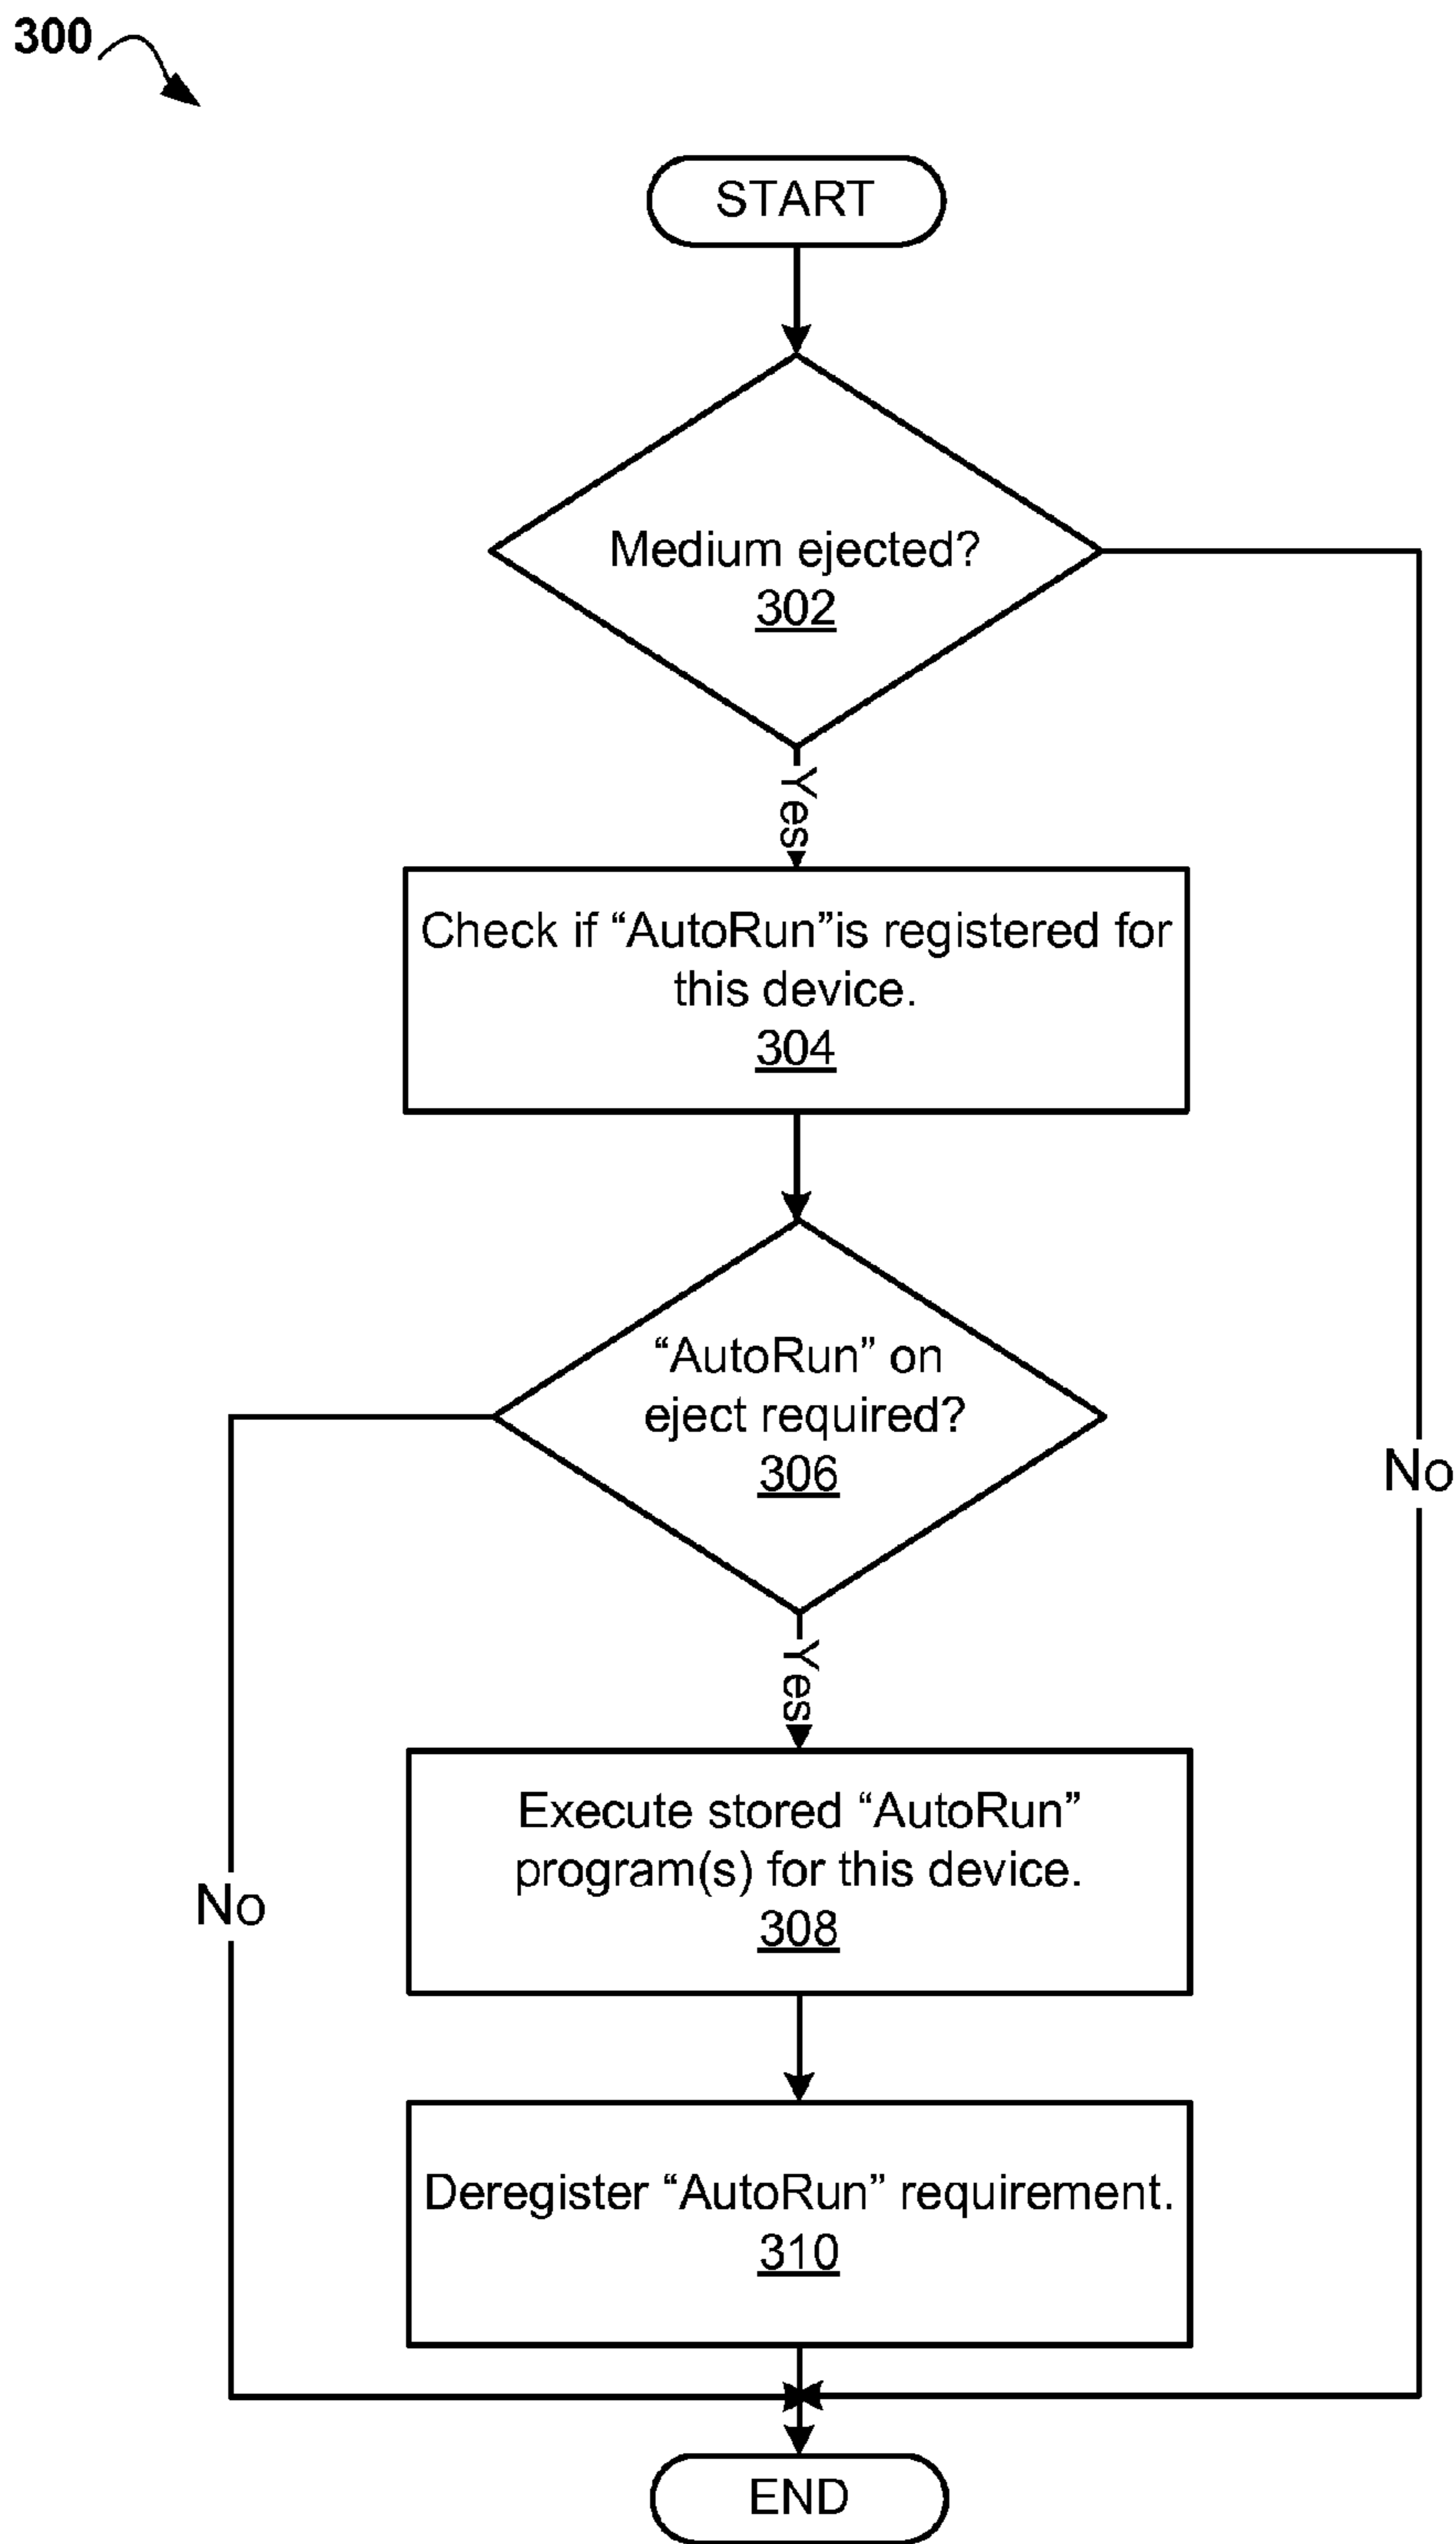 300
START
Medium ejected?
302
Yes
Check if “AutoRun”is registered for
this device.
304
“AutoRun” on
eject required?
306
No
Yes
Execute stored “AutoRun”
program(s) for this device.
308
No
Deregister “AutoRun” requirement.
310
END